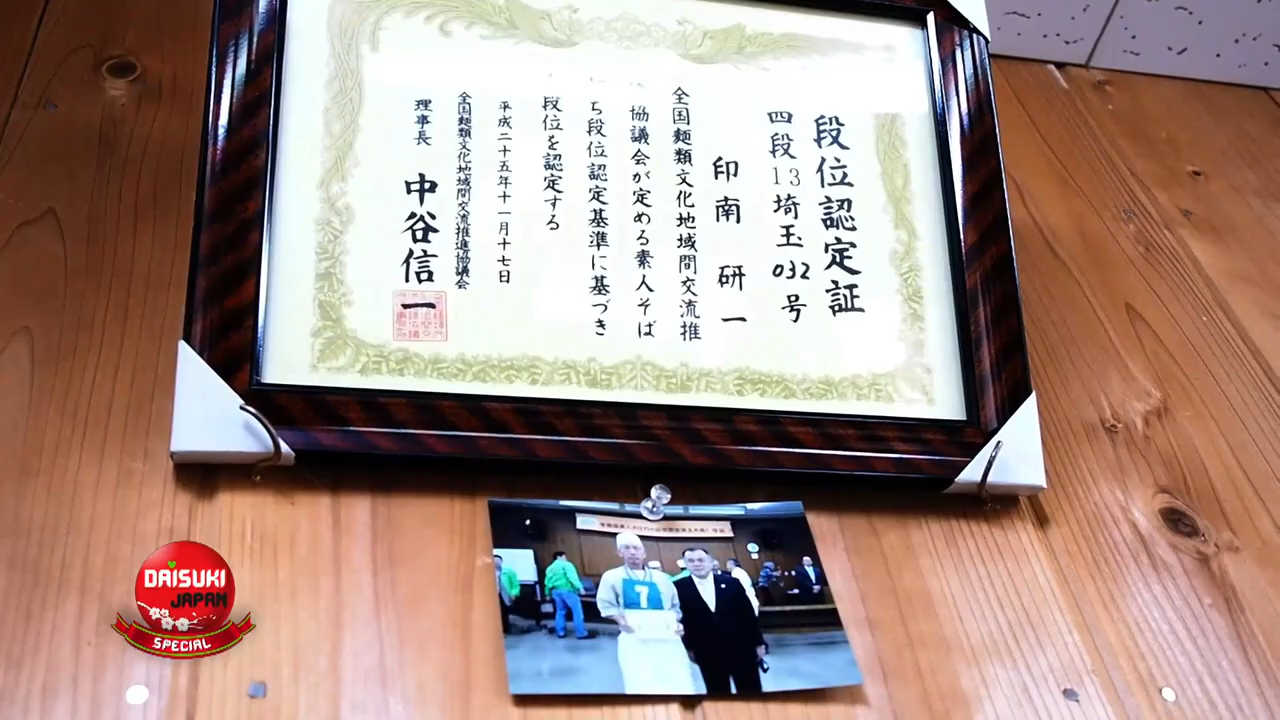 段位認定証
四段13埼玉032号
印南 研一
全国麺類文化地域間交流推
協議会が定める素人そば
ち段位認定基準に基づき
段位を認定する
平成二十五年十一月十七日
全国麺類文化地域間交流推進協議会
理事長 中谷信一
7
DAiSUKI
JAPAN
SPECIAL